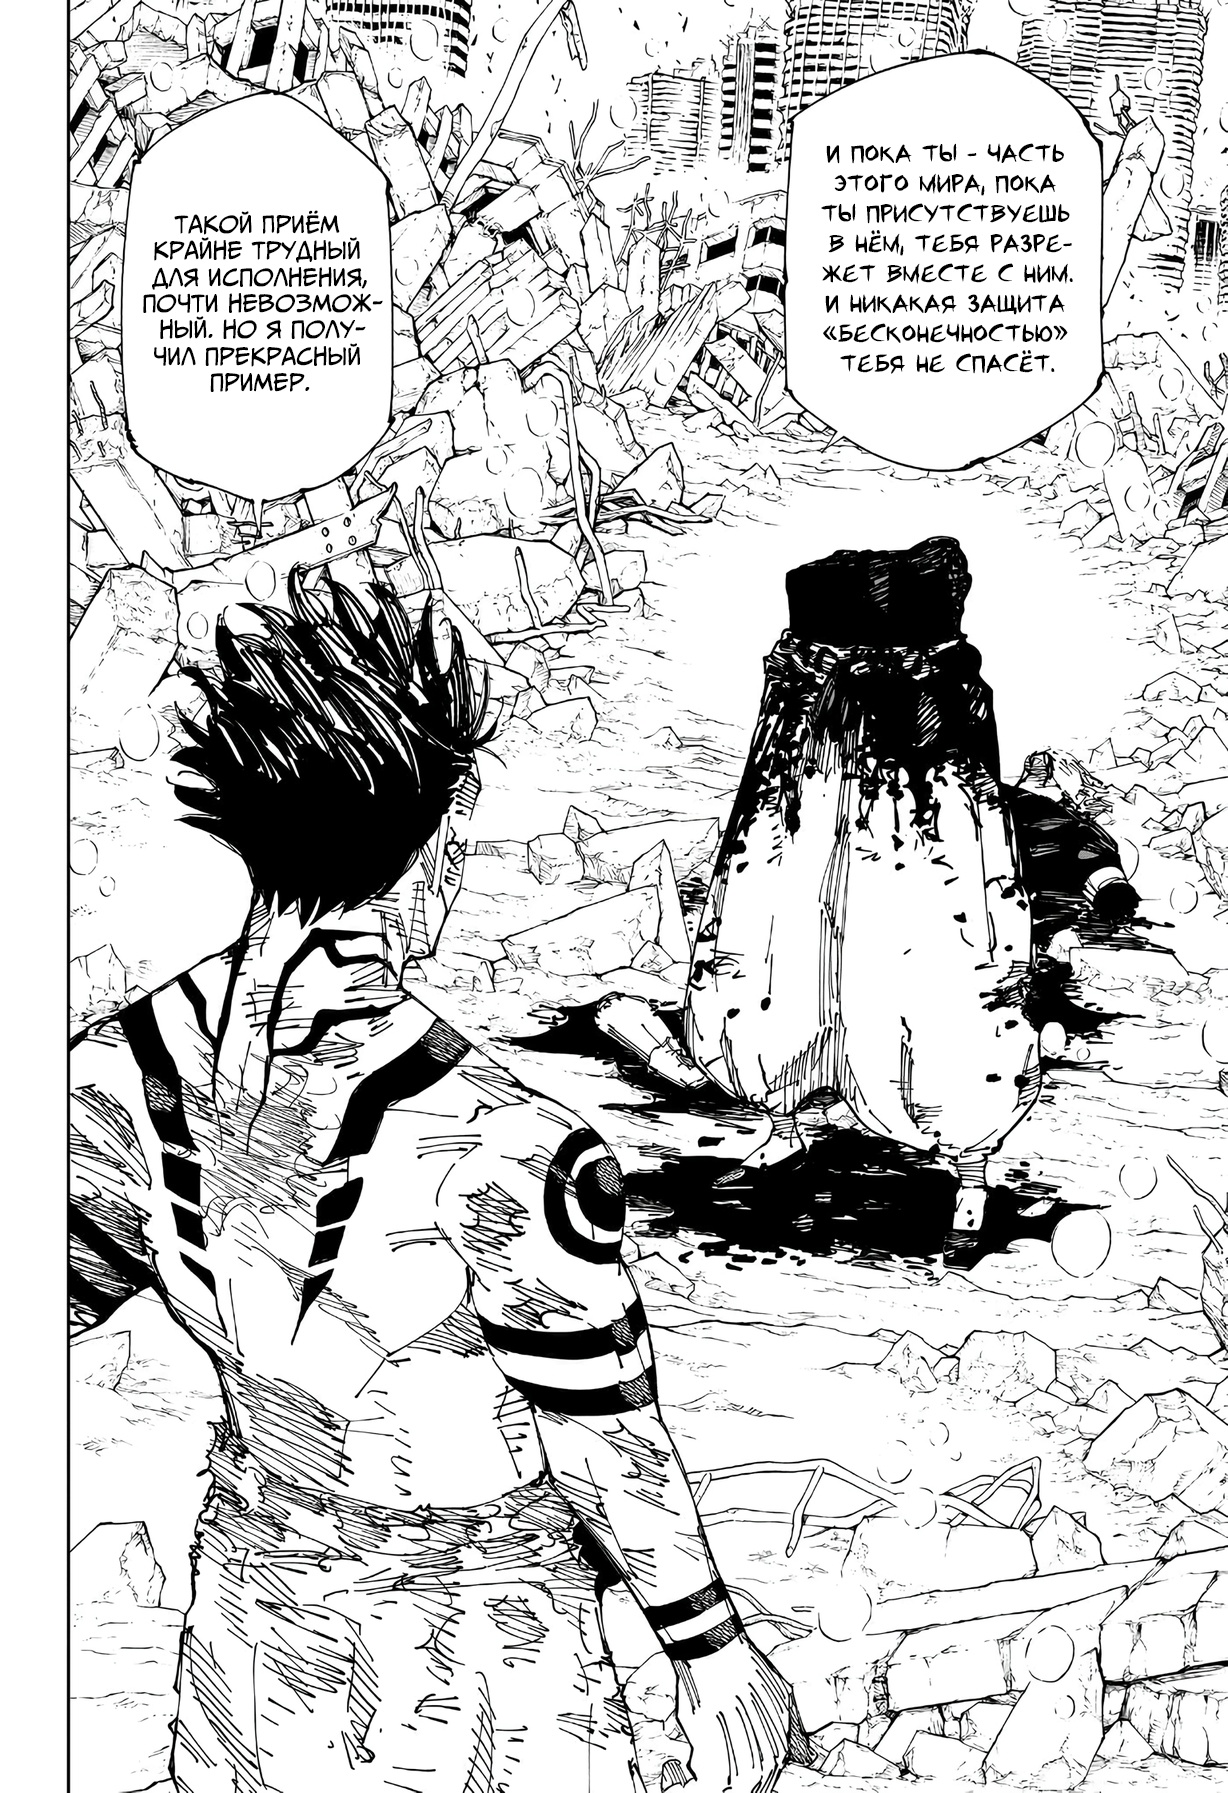 И ПОКА ТЫ - ЧАСТЬ
ЭТОГО МИРА, ПОКА
ТЫ ПРИСУТСТВУЕШЬ
В НЁМ, ТЕБЯ РАЗРЕ-
ЖЕТ ВМЕСТЕ С НИМ.
И НИКАКАЯ ЗАЩИТА
«БЕСКОНЕЧНОСТЬЮ»
ТЕБЯ НЕ СПАСЁТ.
ТАКОЙ ПРИЁМ
КРАЙНЕ ТРУДНЫЙ
ДЛЯ ИСПОЛНЕНИЯ,
ПОЧТИ НЕВОЗМОЖ-
НЫЙ. НО Я ПОЛУ-
ЧИЛ ПРЕКРАСНЫЙ
ПРИМЕР.